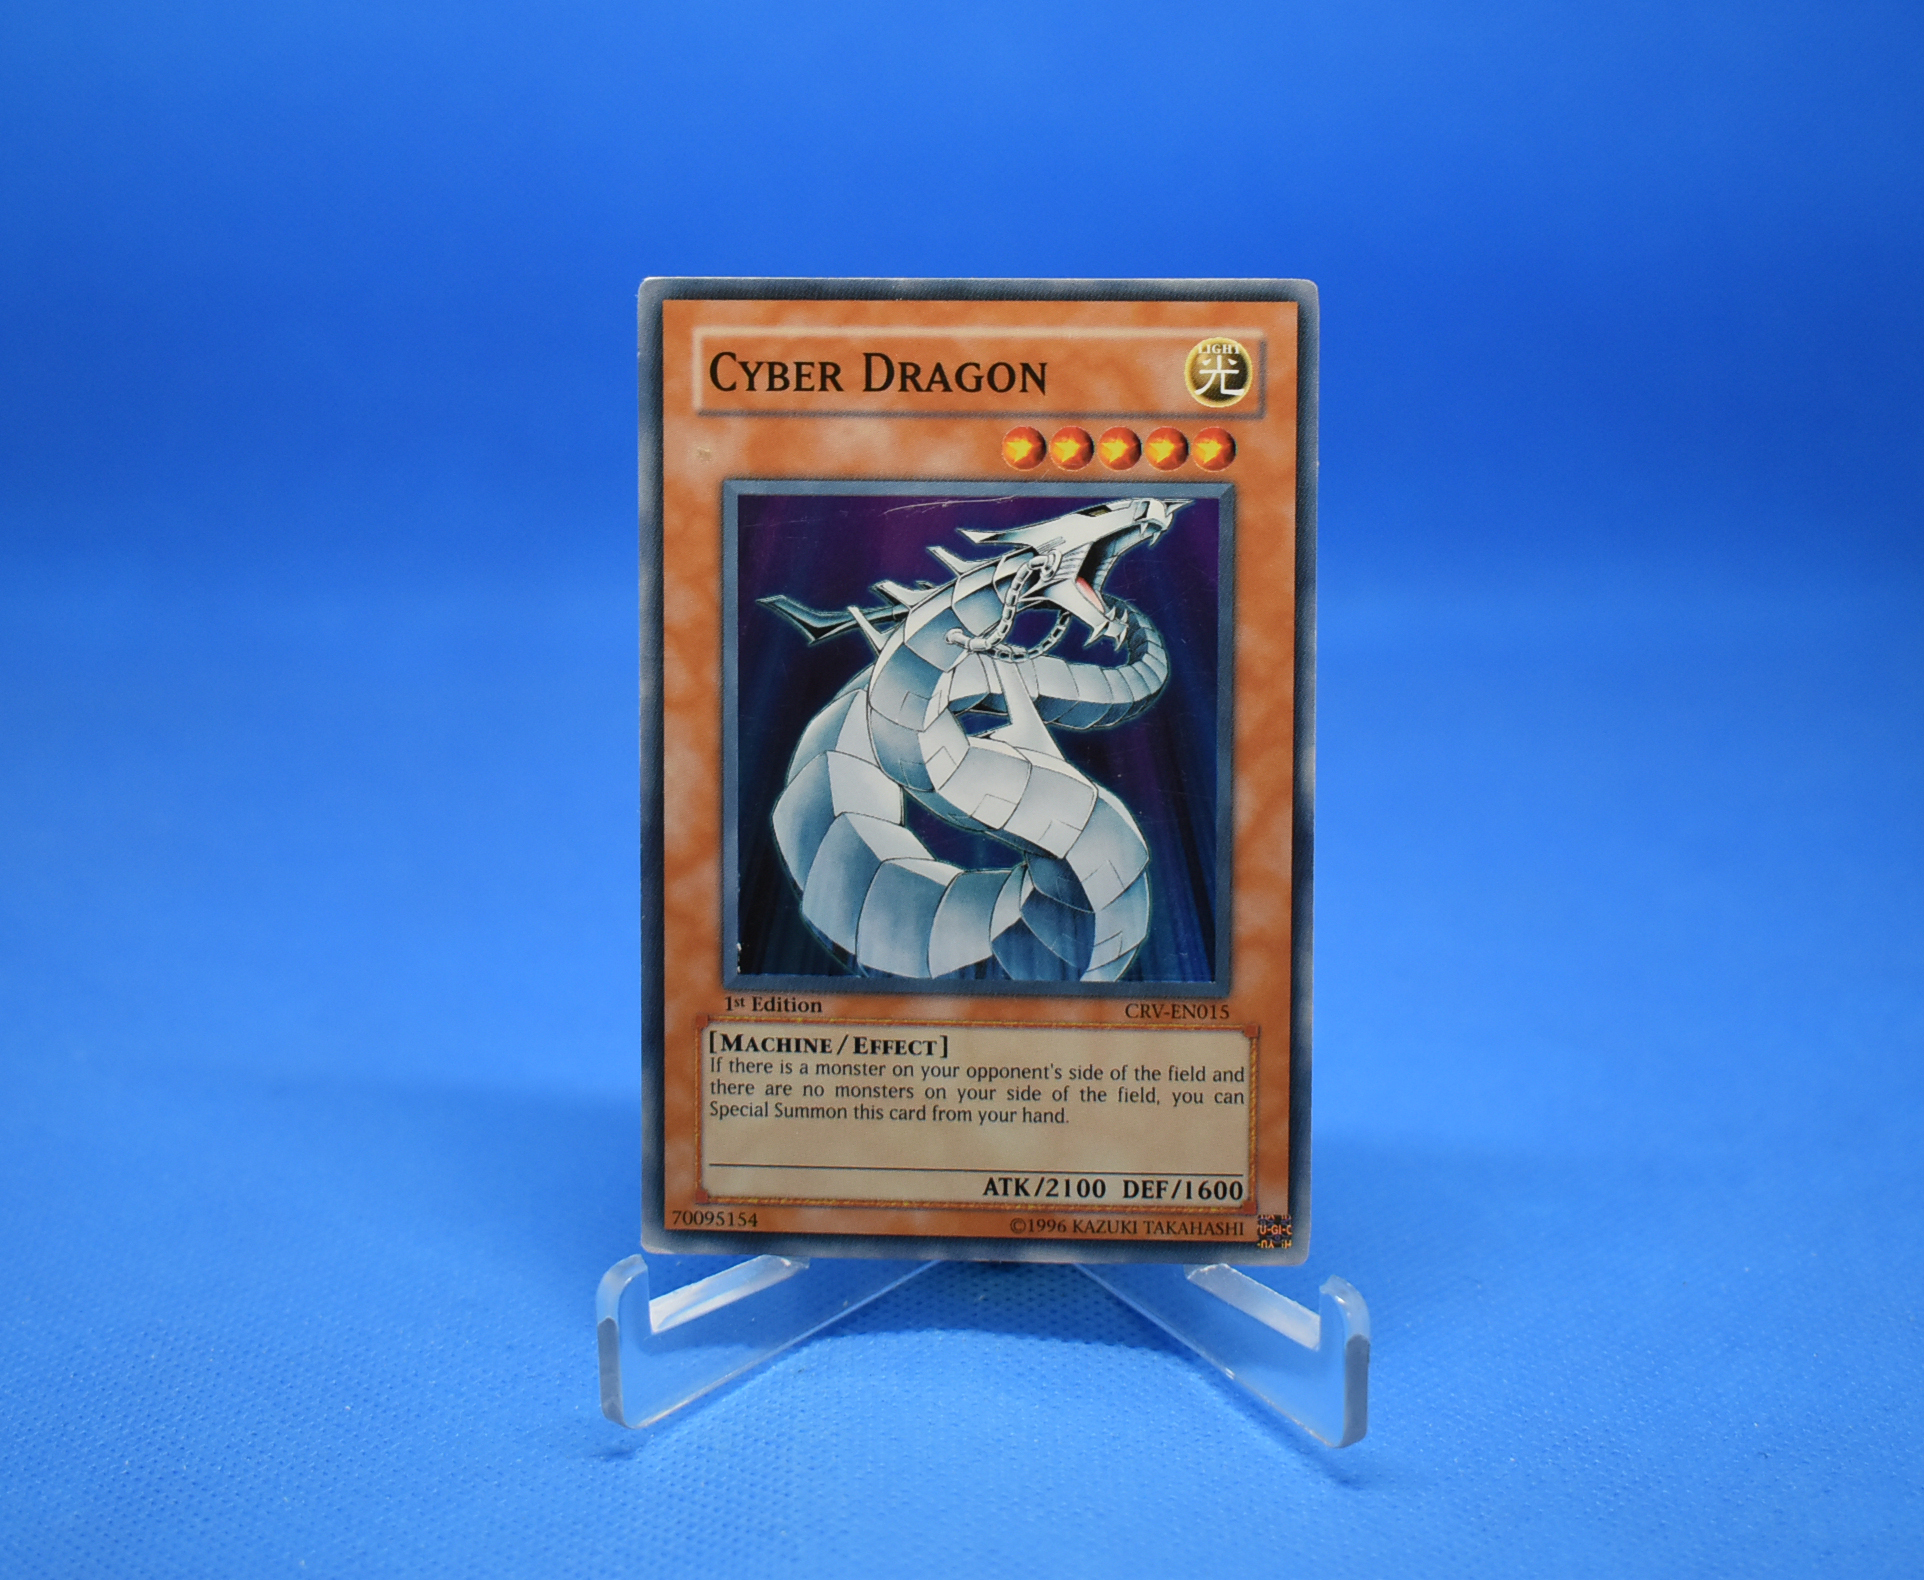 CYBER DRAGON
LIGHT
光
1st Edition
CRV-EN015
[MACHINE/EFFECT]
If there is a monster on your opponent's side of the field and
there are no monsters on your side of the field, you can
Special Summon this card from your hand.
ATK/2100 DEF/1600
70095154
©1996 KAZUKI TAKAHASHI